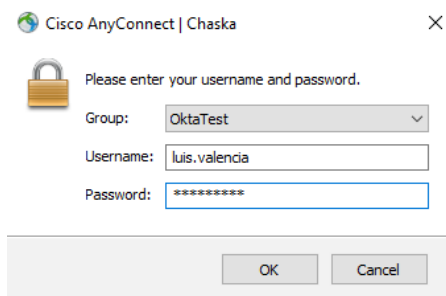 Cisco AnyConnect | Chaska
Please enter your username and password.
Group: OktaTest
Username: luis.valencia
Password: *********
OK Cancel